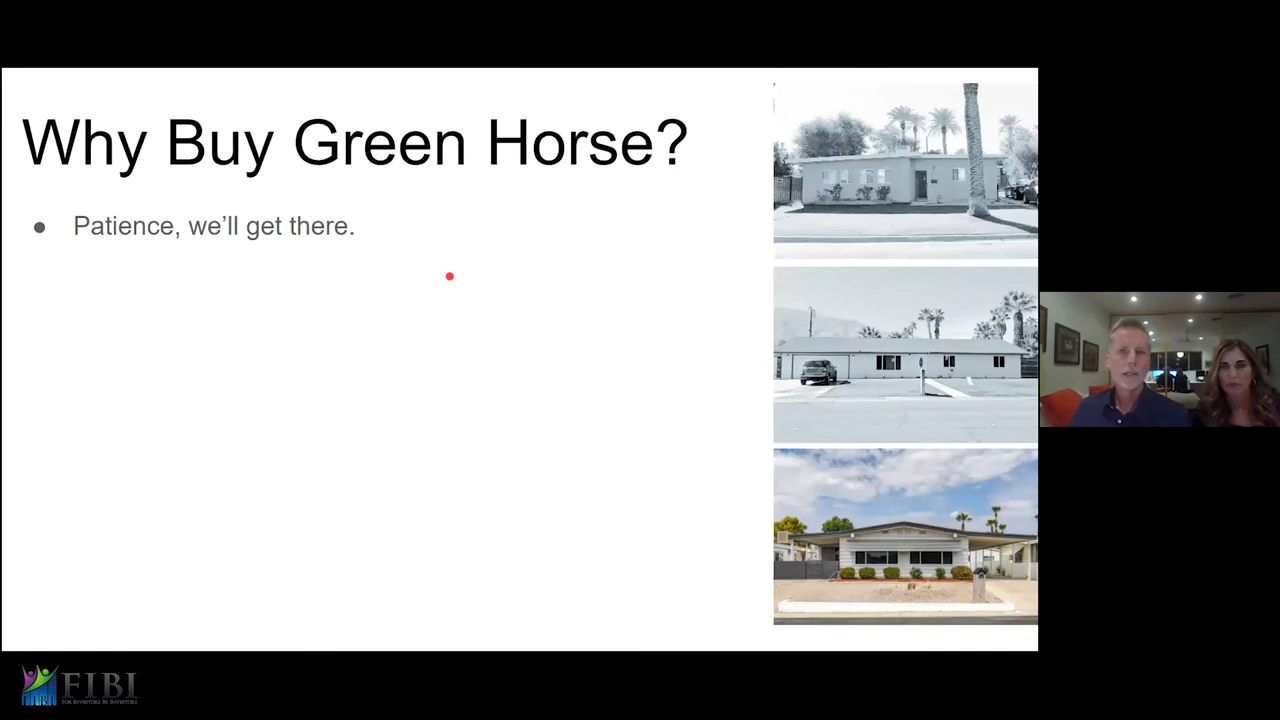 Why Buy Green Horse?
● Patience, we’ll get there.
FIBI
FOR INVESTORS BY INVESTORS